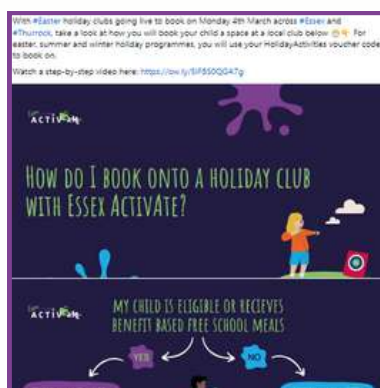 With #Easter holiday clubs going live to book on Monday 4th March across #Essex and
#Thurrock, take a look at how you will book your child a space at a local club below For
easter, summer and winter holiday programmes, you will use your HolidayActivities voucher code
to book on.
Watch a step-by-step video here:
ACTIVATE
HOW DO I BOOK ONTO A HOLIDAY CLUB
WITH ESSEX ACTIVATE?
ACTIVATE
MY CHILD IS ELIGIBLE OR RECIEVES
BENEFIT BASED FREE SCHOOL MEALS
YES
NO